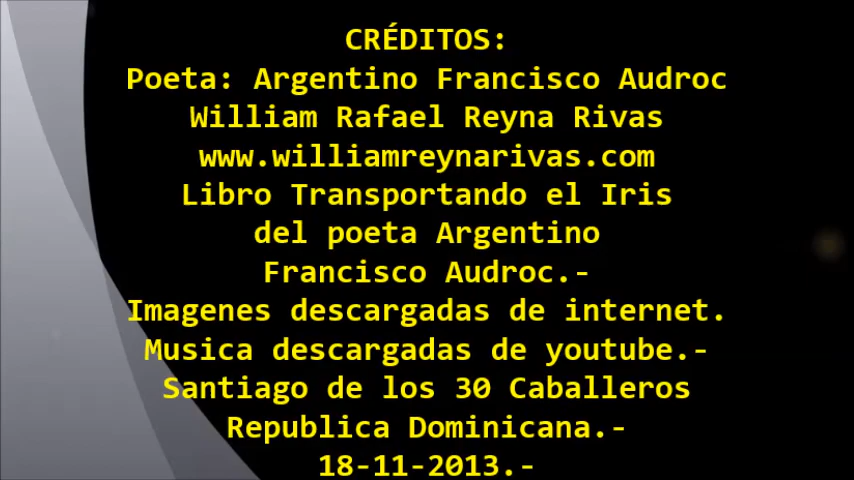 CRÉDITOS:
Poeta: Argentino Francisco Audroc
William Rafael Reyna Rivas
www.williamreynarivas.com
Libro Transportando el Iris
del poeta Argentino
Francisco Audroc.-
Imagenes descargadas de internet.
Musica descargadas de youtube.-
Santiago de los 30 Caballeros
Republica Dominicana.-
18-11-2013.-